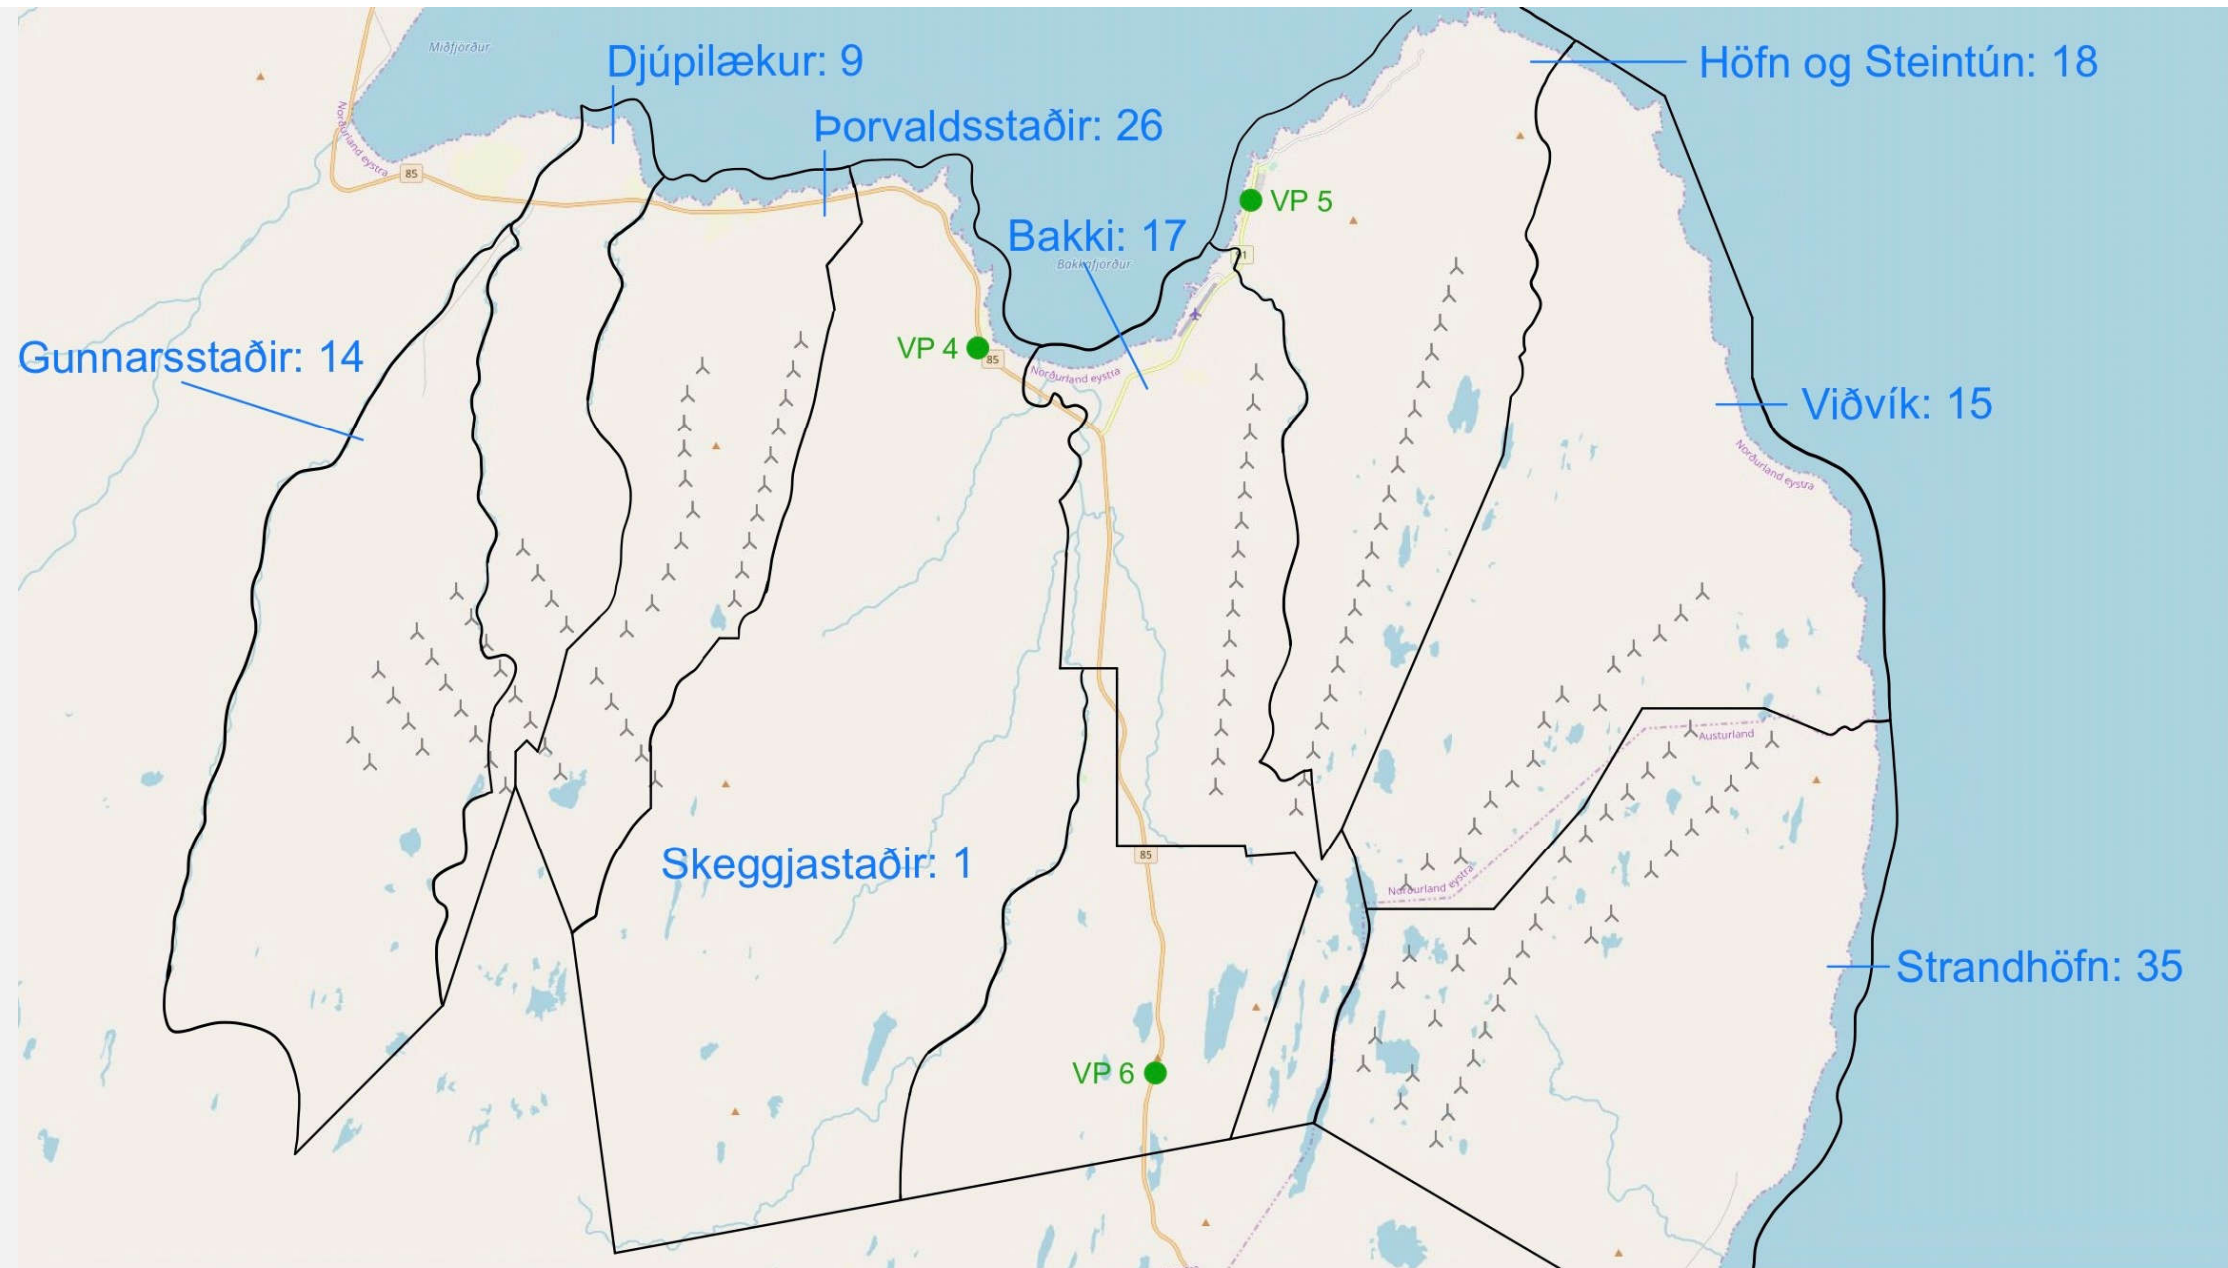 Miðfjörður
Djúpilækur: 9
Höfn og Steintún: 18
Þorvaldsstaðir: 26
Norðurland eystra
85
VP 5
Bakki: 17
Bakkafjörður
91
Gunnarsstaðir: 14
VP 4
85
Norðurland eystra
Viðvík: 15
Norðurland eystra
Austurland
Skeggjastaðir: 1
85
Norðurland eystra
Strandhöfn: 35
VP 6